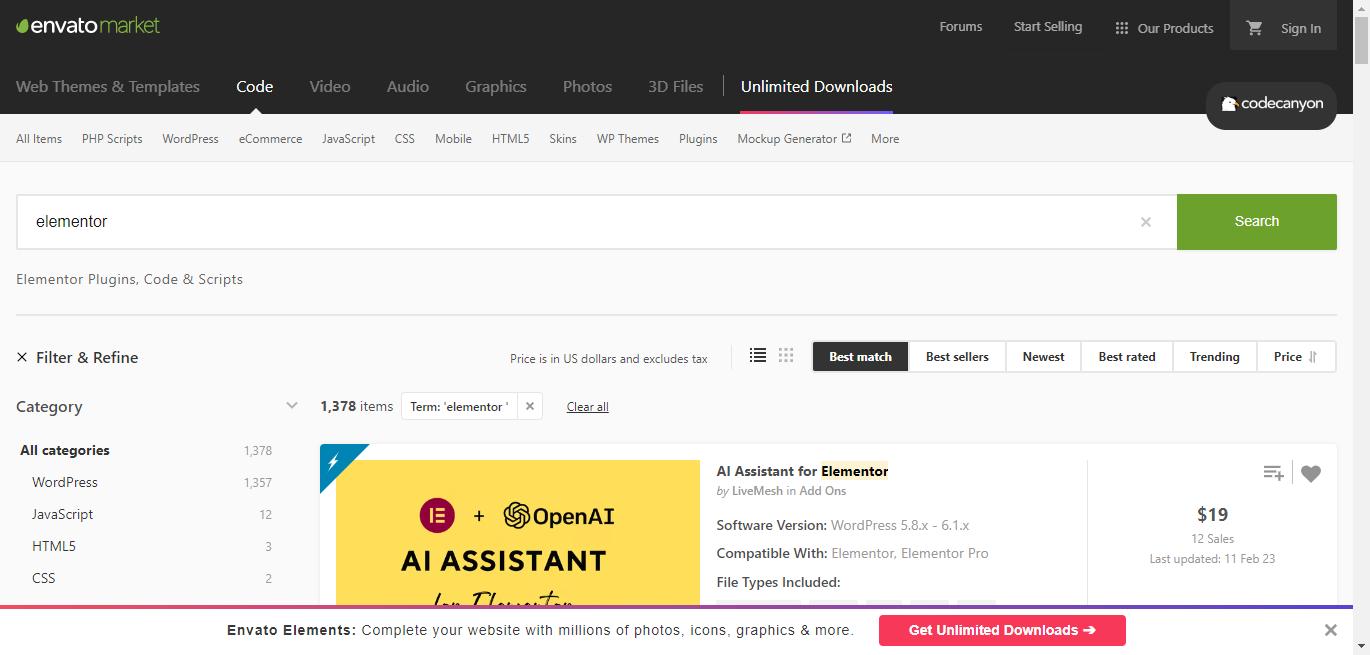 envatomarket
Forums Start Selling Our Products Sign In
Web Themes & Templates Code Video Audio Graphics Photos 3D Files Unlimited Downloads
codecanyon
All Items PHP Scripts WordPress eCommerce JavaScript CSS Mobile HTML5 Skins WP Themes Plugins Mockup Generator More
elementor
Search
Elementor Plugins, Code & Scripts
Filter & Refine
Price is in US dollars and excludes tax
Best match Best sellers Newest Best rated Trending Price
Category
1,378 items Term: 'elementor ' Clear all
All categories 1,378
WordPress 1,357
JavaScript 12
HTML5 3
CSS 2
+ OpenAI
AI ASSISTANT
for Elementor
AI Assistant for Elementor
by LiveMesh in Add Ons
Software Version: WordPress 5.8.x - 6.1.x
Compatible With: Elementor, Elementor Pro
File Types Included:
$19
12 Sales
Last updated: 11 Feb 23
Envato Elements: Complete your website with millions of photos, icons, graphics & more.
Get Unlimited Downloads ➔